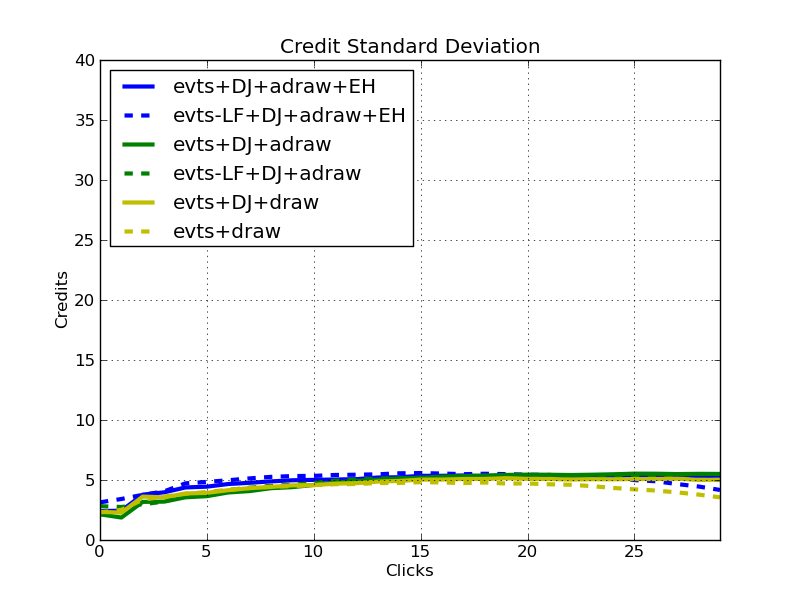 Credit Standard Deviation
40
35
30
25
20
15
10
5
0
Credits
evts+DJ+adraw+EH
evts-LF+DJ+adraw+EH
evts+DJ+adraw
evts-LF+DJ+adraw
evts+DJ+draw
evts+draw
0 5 10 15 20 25
Clicks